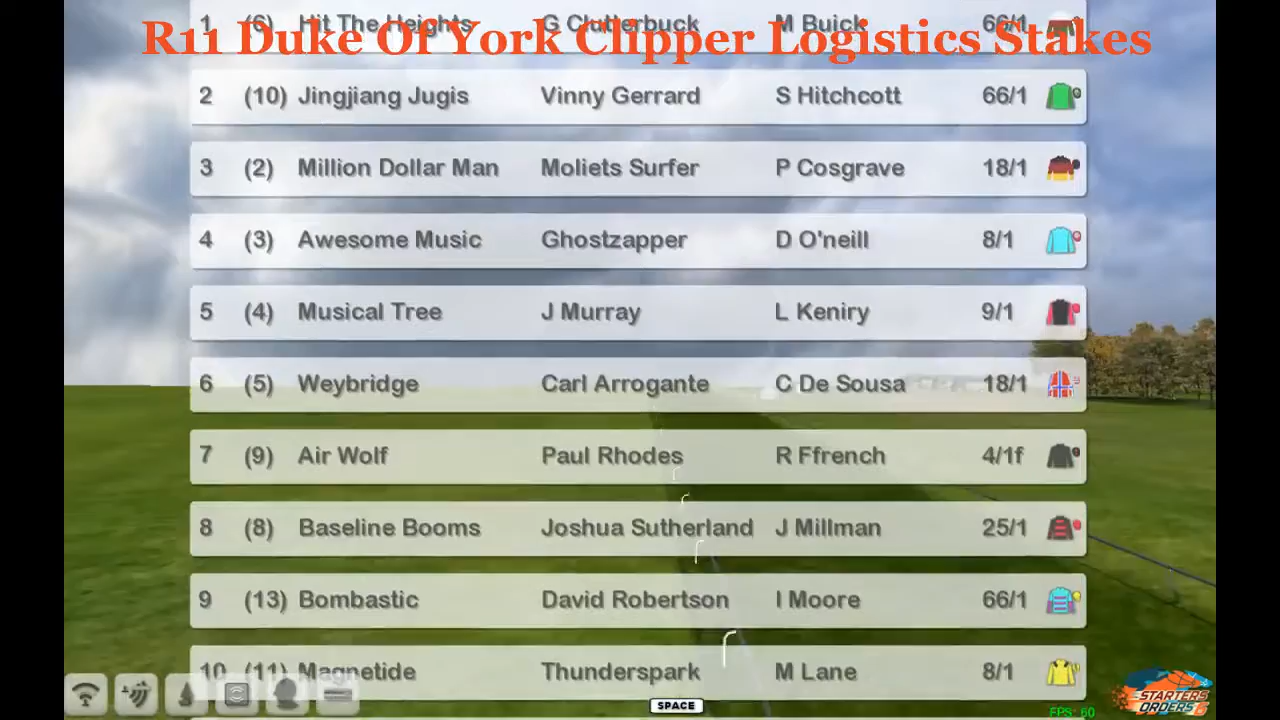 R11 Duke Of York Clipper Logistics Stakes
1 (6) Hit The Heights G Clutterbuck M Buick 66/1
2 (10) Jingjiang Jugis Vinny Gerrard S Hitchcott 66/1
3 (2) Million Dollar Man Moliets Surfer P Cosgrave 18/1
4 (3) Awesome Music Ghostzapper D O'neill 8/1
5 (4) Musical Tree J Murray L Keniry 9/1
6 (5) Weybridge Carl Arrogante C De Sousa 18/1
7 (9) Air Wolf Paul Rhodes R Ffrench 4/1f
8 (8) Baseline Booms Joshua Sutherland J Millman 25/1
9 (13) Bombastic David Robertson I Moore 66/1
10 (11) Magnetide Thunderspark M Lane 8/1
SPACE
STARTERS
ORDERS 6
FPS: 60